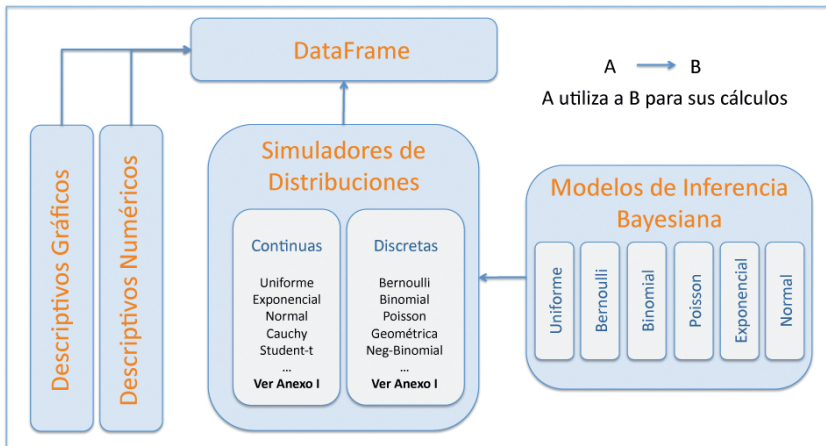 DataFrame
A B
A utiliza a B para sus cálculos
Descriptivos Gráficos
Descriptivos Numéricos
Simuladores de
Distribuciones
Continuas
Uniforme
Exponencial
Normal
Cauchy
Student-t
...
Ver Anexo I
Discretas
Bernoulli
Binomial
Poisson
Geométrica
Neg-Binomial
...
Ver Anexo I
Modelos de Inferencia
Bayesiana
Uniforme
Bernoulli
Binomial
Poisson
Exponencial
Normal